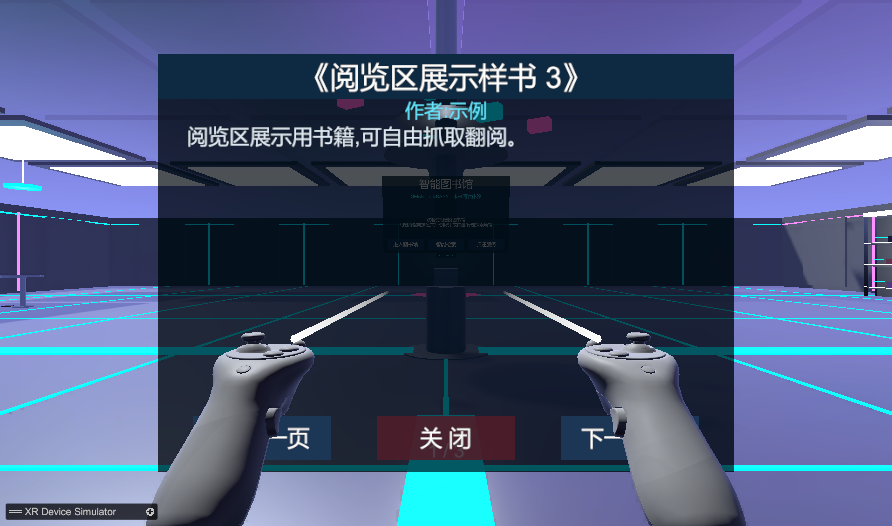 《阅览区展示样书 3》
作者:示例
阅览区展示用书籍,可自由抓取翻阅。
智能图书馆
一页
关闭
下一
XR Device Simulator